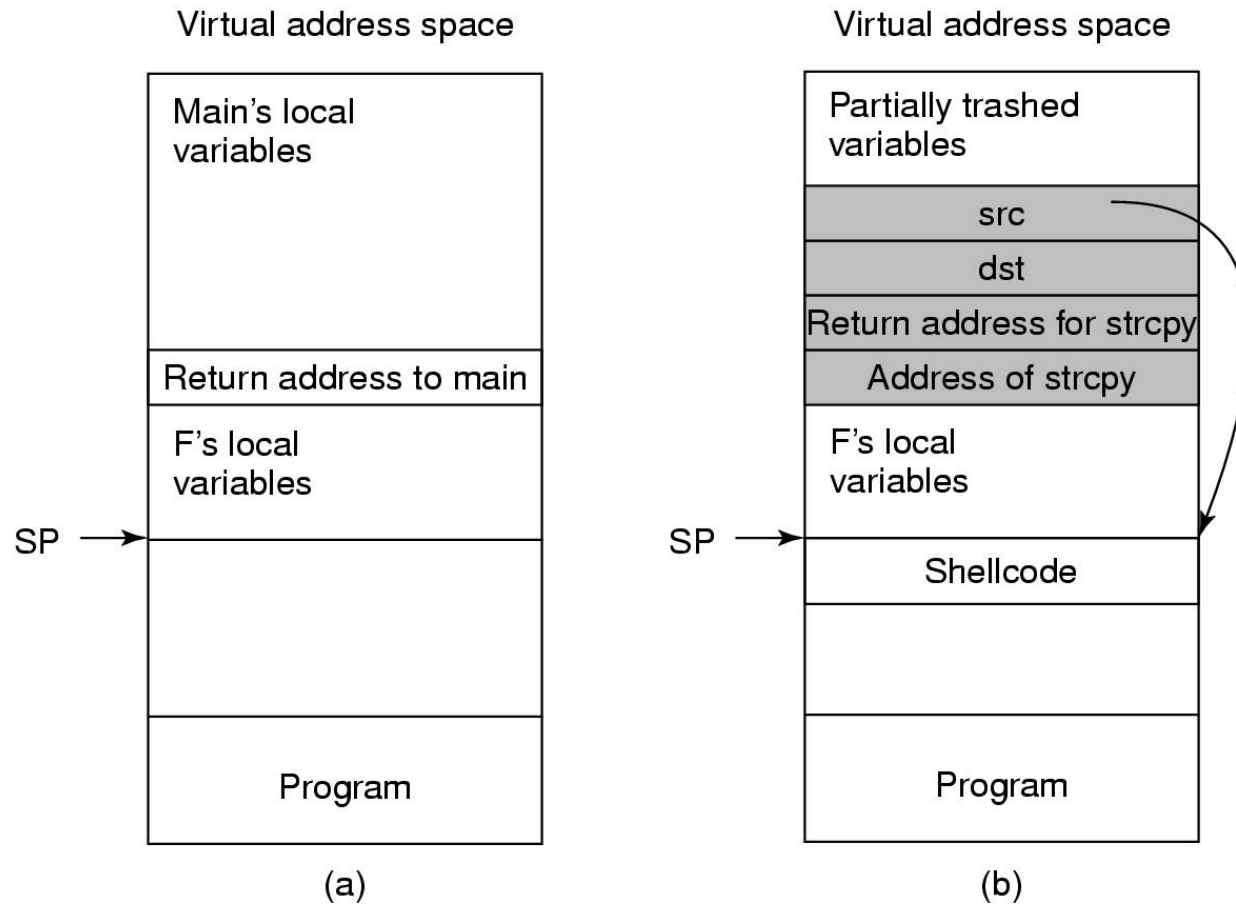 Virtual address space
Main’s local
variables
Return address to main
F’s local
variables
SP
Program
(a)
Virtual address space
Partially trashed
variables
src
dst
Return address for strcpy
Address of strcpy
F’s local
variables
SP
Shellcode
Program
(b)